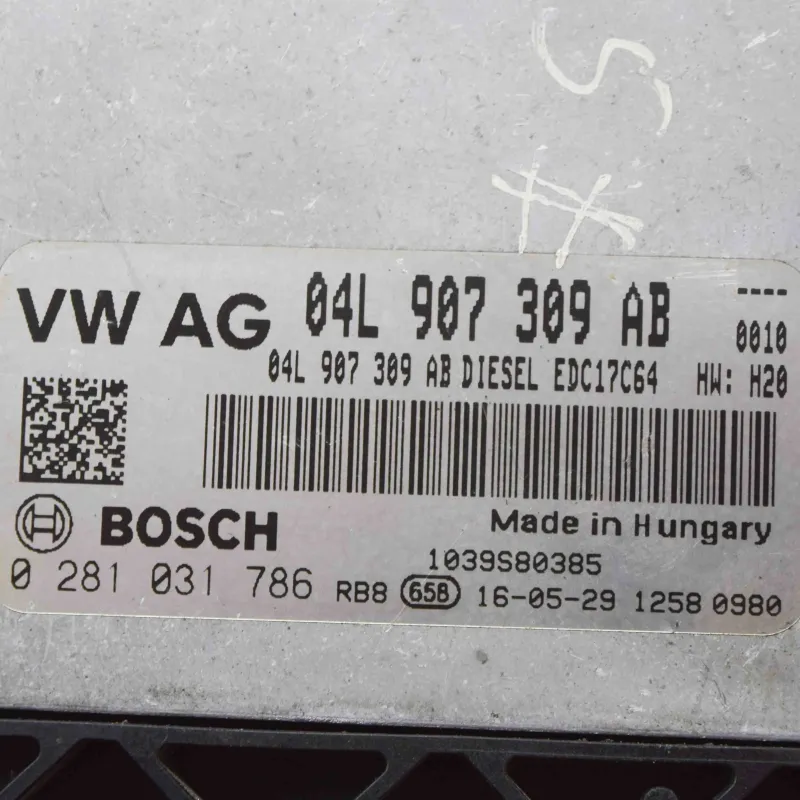 5 #
VW AG 04L 907 309 AB ----
0010
04L 907 309 AB DIESEL EDC17C64 HW: H20
BOSCH Made in Hungary
1039S80385
0 281 031 786 RB8 658 16-05-29 1258 0980